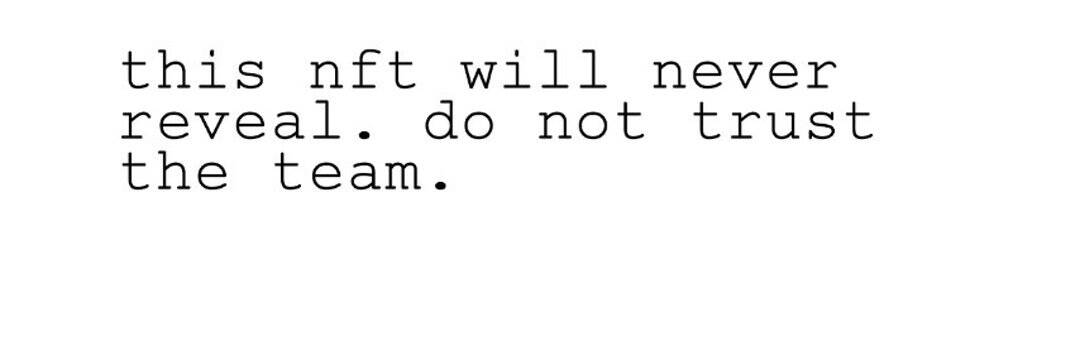 this nft will never
reveal. do not trust
the team.